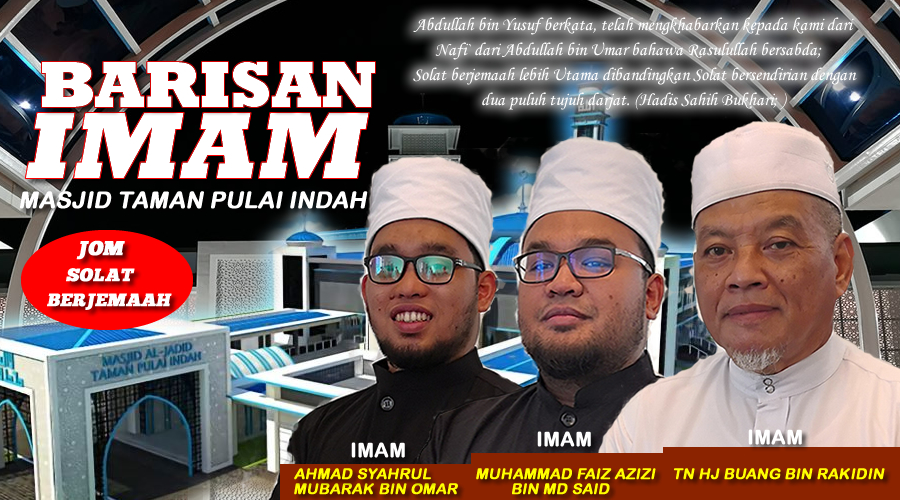 Abdullah bin Yusuf berkata, telah mengkhabarkan kepada kami dari
Nafi` dari Abdullah bin Umar bahawa Rasulullah bersabda;
Solat berjemaah lebih Utama dibandingkan Solat bersendirian dengan
dua puluh tujuh darjat. (Hadis Sahih Bukhari: )
BARISAN
IMAM
MASJID TAMAN PULAI INDAH
JOM
SOLAT
BERJEMAAH
MASJID AL-JADID
TAMAN PULAI INDAH
IMAM
AHMAD SYAHRUL
MUBARAK BIN OMAR
IMAM
MUHAMMAD FAIZ AZIZI
BIN MD SAID
IMAM
TN HJ BUANG BIN RAKIDIN